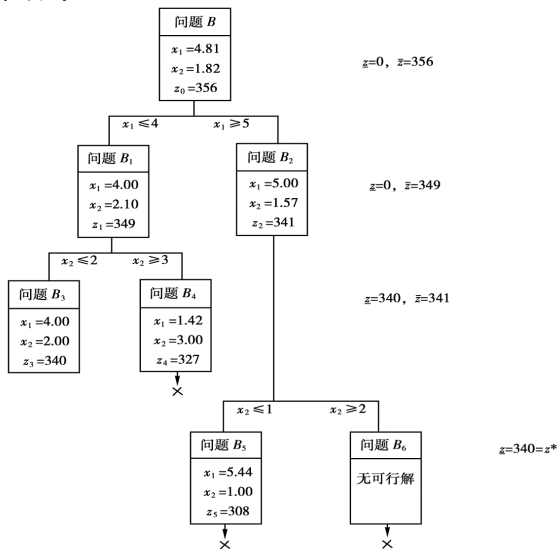 问题 B
x₁=4.81
x₂=1.82
z₀=356
z̲=0，z̄=356
x₁≤4
x₁≥5
问题 B₁
x₁=4.00
x₂=2.10
z₁=349
问题 B₂
x₁=5.00
x₂=1.57
z₂=341
z̲=0，z̄=349
x₂≤2
x₂≥3
问题 B₃
x₁=4.00
x₂=2.00
z₃=340
问题 B₄
x₁=1.42
x₂=3.00
z₄=327
z̲=340，z̄=341
x₂≤1
x₂≥2
问题 B₅
x₁=5.44
x₂=1.00
z₅=308
问题 B₆
无可行解
z̲=340=z*